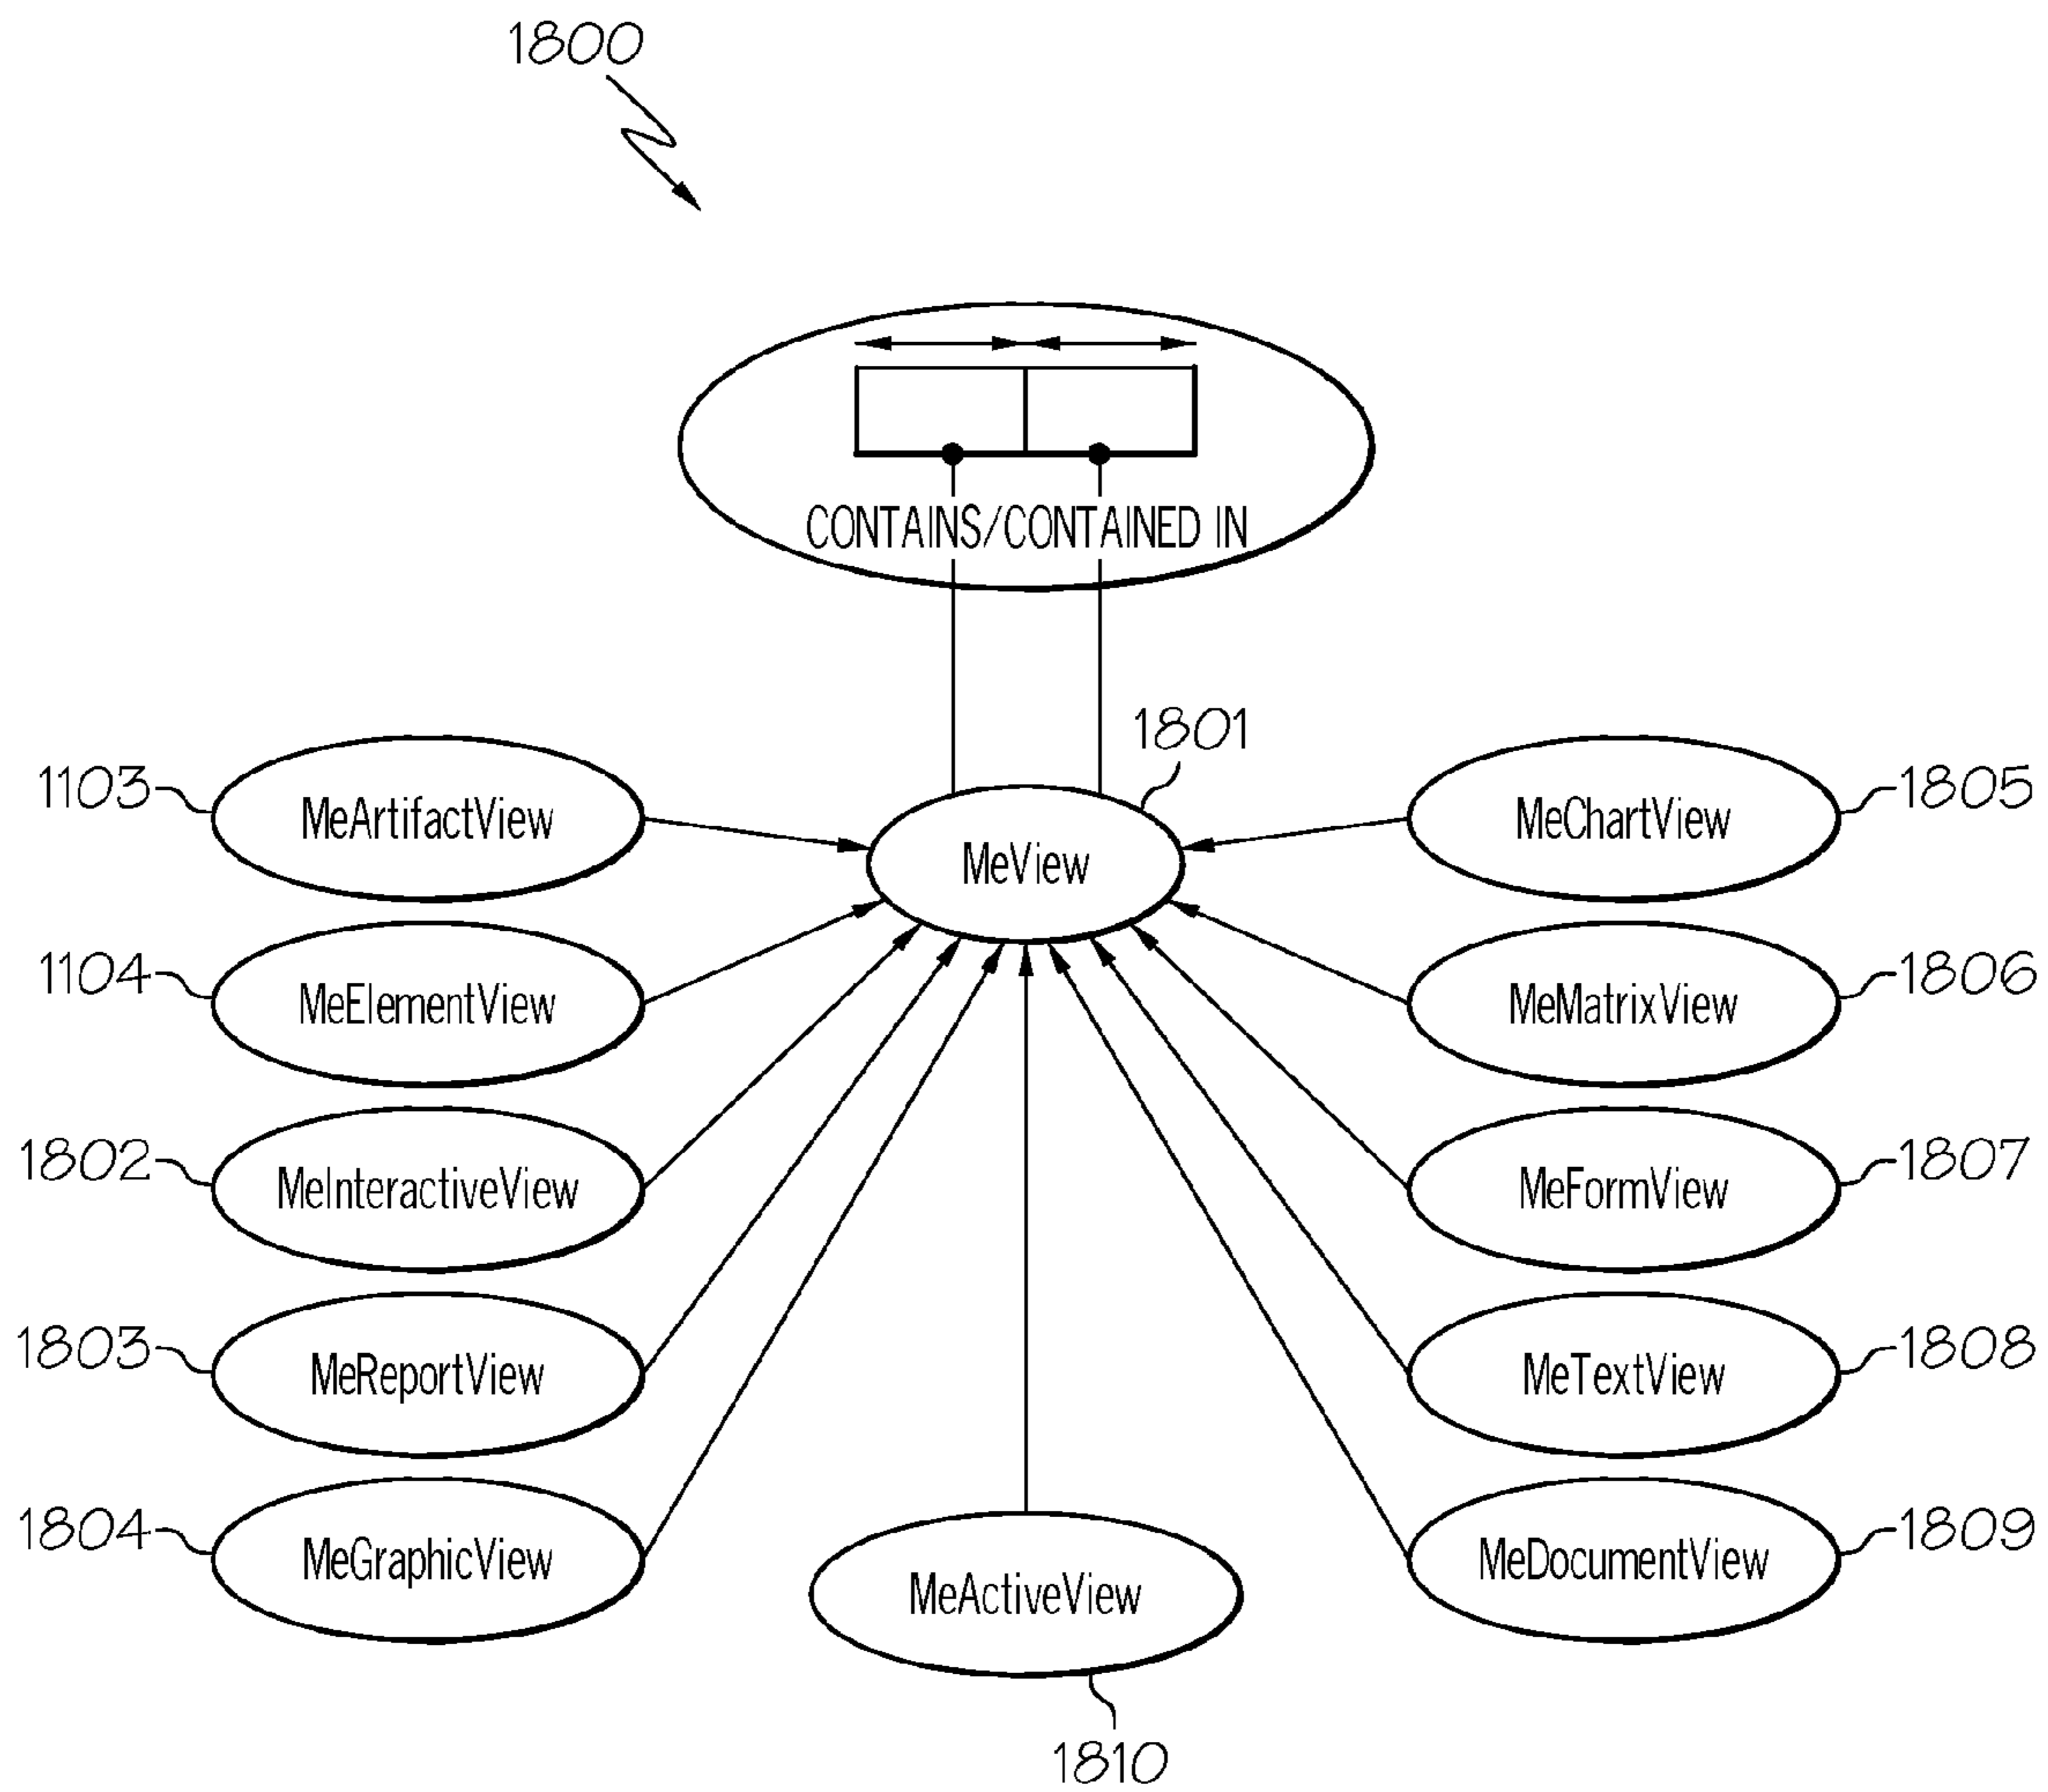 1800
CONTAINS/CONTAINED IN
1801
1103
MeArtifactView
MeView
MeChartView
1805
1104
MeElementView
MeMatrixView
1806
1802
MeInteractiveView
MeFormView
1807
1803
MeReportView
MeTextView
1808
1804
MeGraphicView
MeActiveView
MeDocumentView
1809
1810